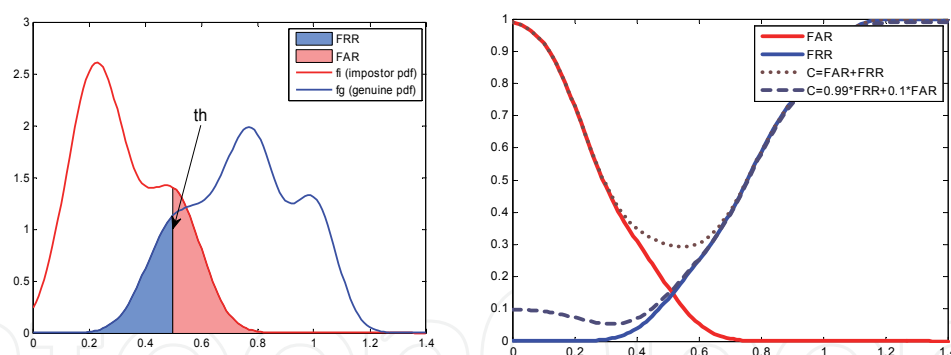 3
2.5
2
1.5
1
0.5
0
0 0.2 0.4 0.6 0.8 1 1.2 1.4
FRR
FAR
fi (impostor pdf)
fg (genuine pdf)
th
1
0.9
0.8
0.7
0.6
0.5
0.4
0.3
0.2
0.1
0
0 0.2 0.4 0.6 0.8 1 1.2 1.4
FAR
FRR
C=FAR+FRR
C=0.99*FRR+0.1*FAR